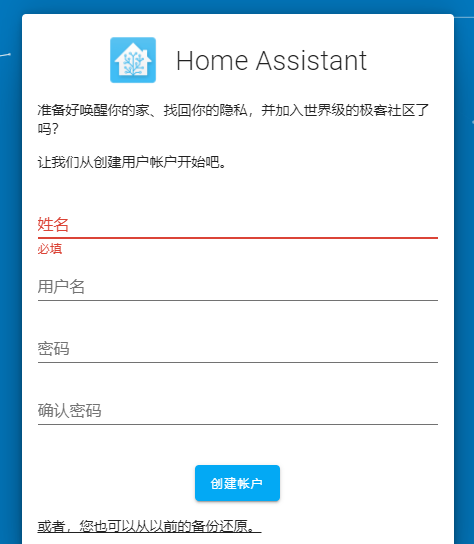 Home Assistant
准备好唤醒你的家、找回你的隐私，并加入世界级的极客社区了
吗？
让我们从创建用户帐户开始吧。
姓名
必填
用户名
密码
确认密码
创建帐户
或者，您也可以从以前的备份还原。